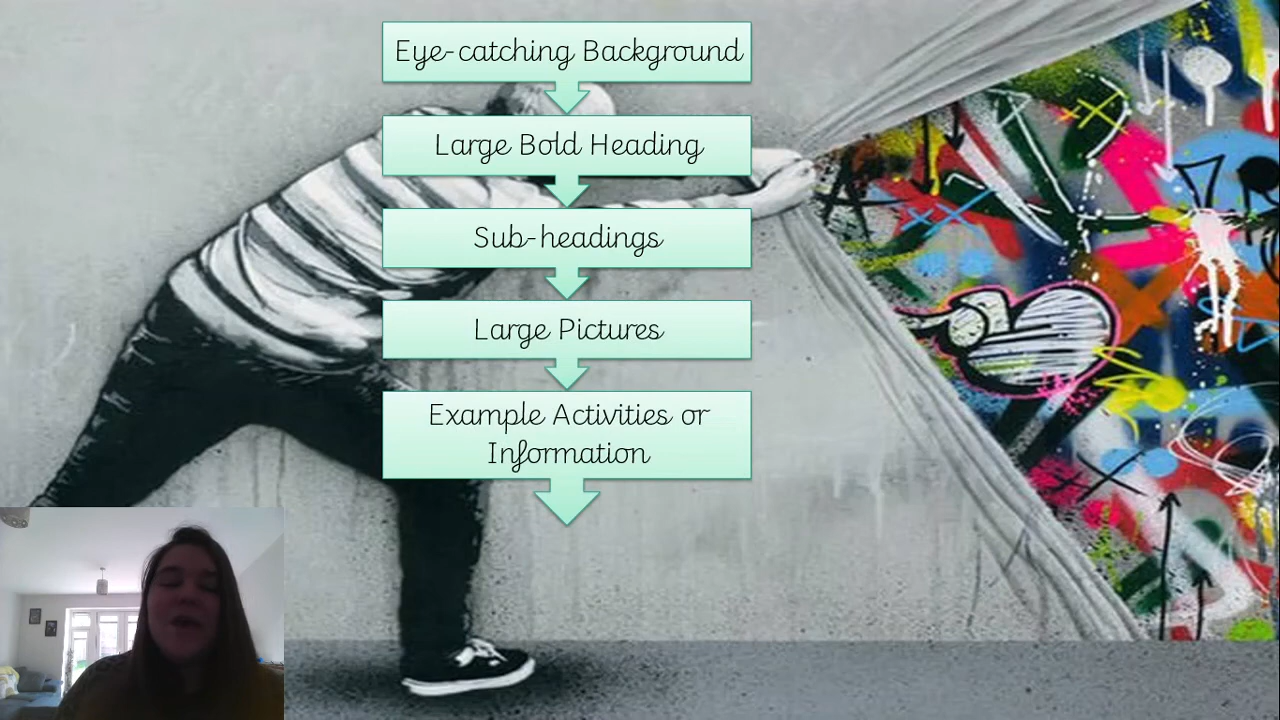 Eye-catching Background
Large Bold Heading
Sub-headings
Large Pictures
Example Activities or
Information